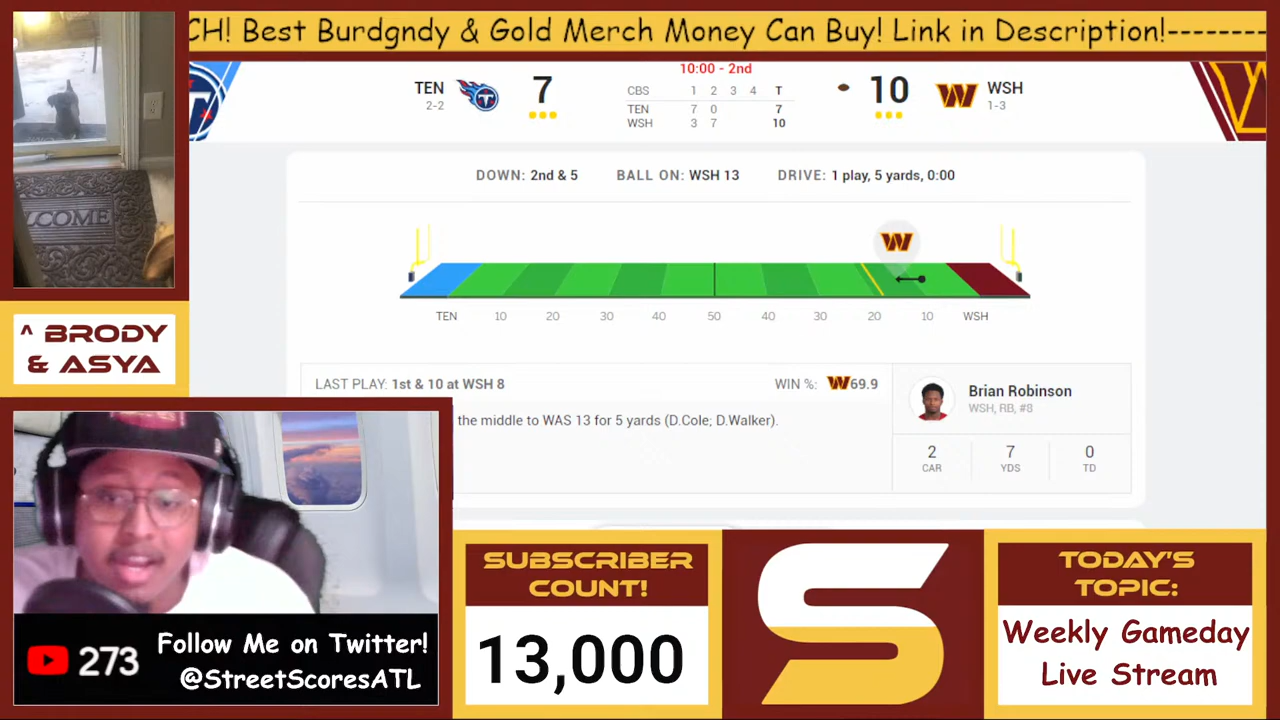 CH! Best Burdgndy & Gold Merch Money Can Buy! Link in Description!--------
10:00 - 2nd
TEN
2-2
7
CBS 1 2 3 4 T
TEN 7 0 7
WSH 3 7 10
10
WSH
1-3
DOWN: 2nd & 5 BALL ON: WSH 13 DRIVE: 1 play, 5 yards, 0:00
W
TEN 10 20 30 40 50 40 30 20 10 WSH
LAST PLAY: 1st & 10 at WSH 8 WIN %: W 69.9
the middle to WAS 13 for 5 yards (D.Cole; D.Walker).
Brian Robinson
WSH, RB, #8
2 7 0
CAR YDS TD
LCOME
^ BRODY
& ASYA
273
Follow Me on Twitter!
@StreetScoresATL
SUBSCRIBER
COUNT!
13,000
S
TODAY'S
TOPIC:
Weekly Gameday
Live Stream